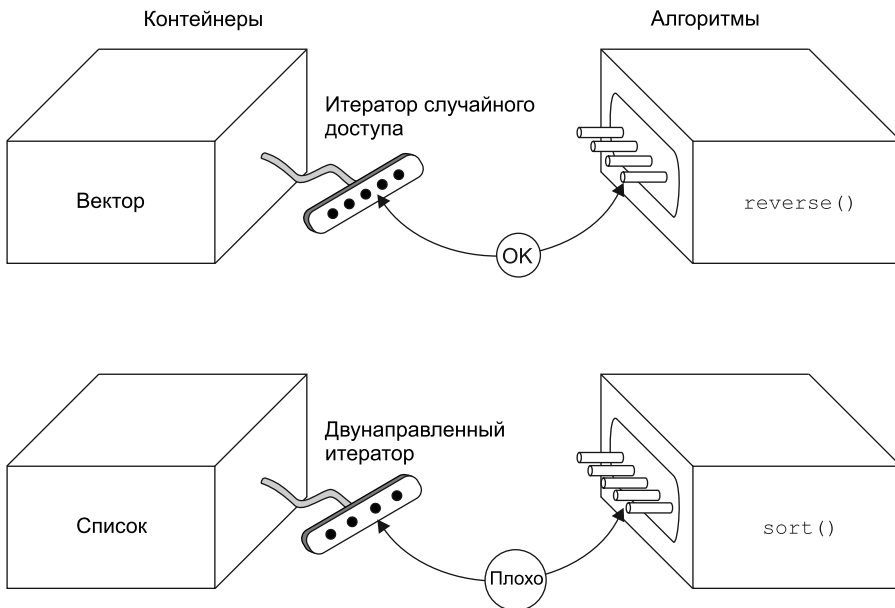 Контейнеры
Алгоритмы
Итератор случайного
доступа
Вектор
reverse()
OK
Двунаправленный
итератор
Список
sort()
Плохо